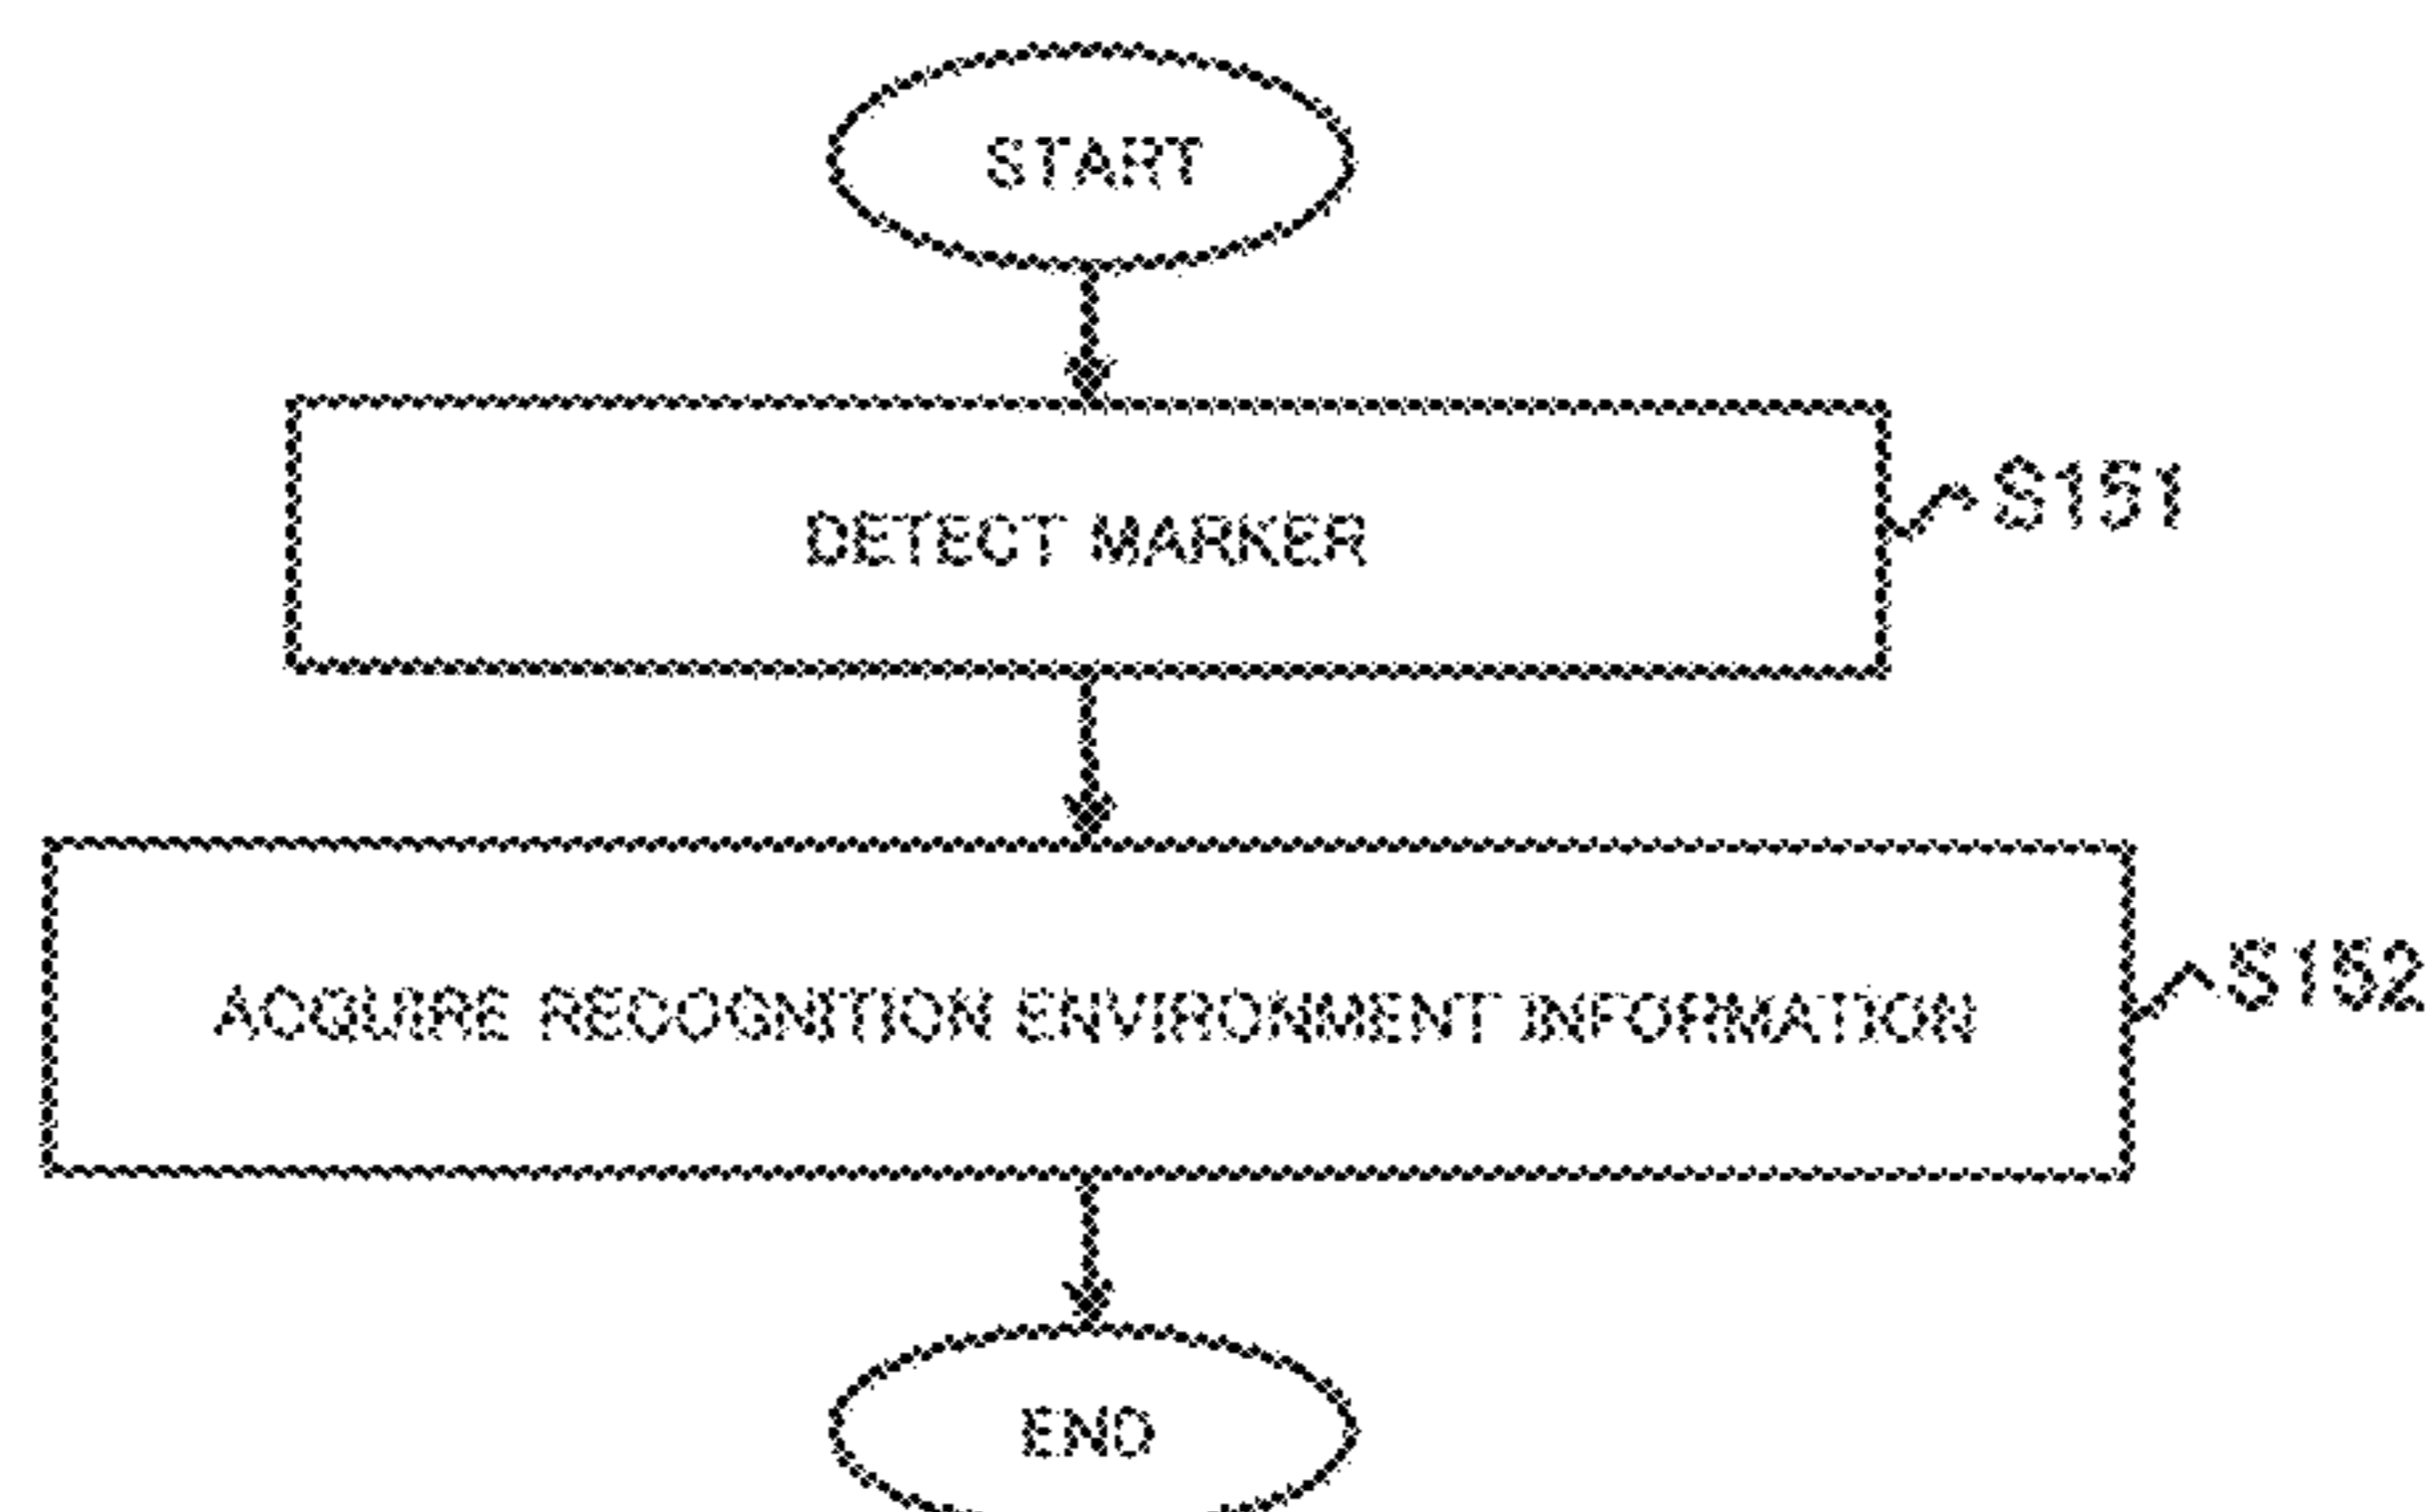 START
DETECT MARKER
S151
ACQUIRE RECOGNITION ENVIRONMENT INFORMATION
S152
END